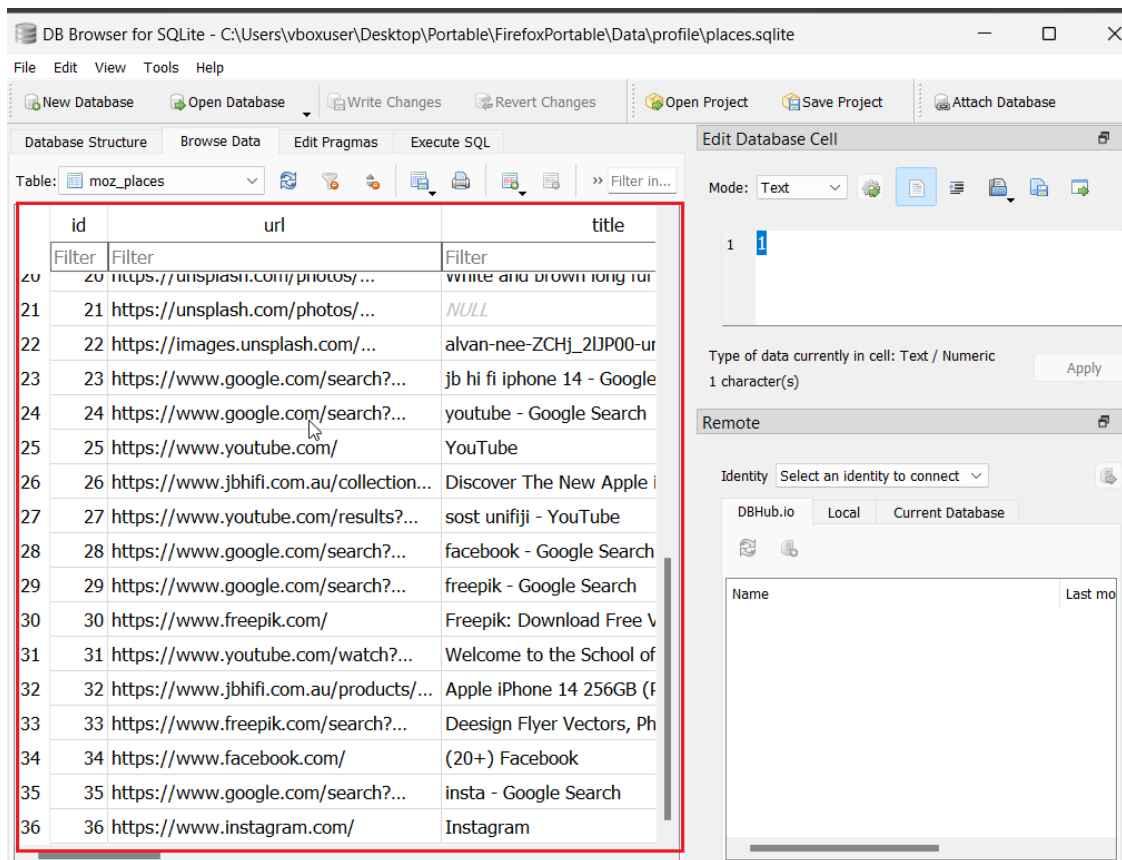 DB Browser for SQLite - C:\Users\vboxuser\Desktop\Portable\FirefoxPortable\Data\profile\places.sqlite
File Edit View Tools Help
New Database Open Database Write Changes Revert Changes Open Project Save Project Attach Database
Database Structure Browse Data Edit Pragmas Execute SQL
Table: moz_places » Filter in...
id url title
Filter Filter Filter
20 20 https://unsplash.com/photos/... White and brown long fur
21 21 https://unsplash.com/photos/... NULL
22 22 https://images.unsplash.com/... alvan-nee-ZCHj_2lJP00-un
23 23 https://www.google.com/search?... jb hi fi iphone 14 - Google
24 24 https://www.google.com/search?... youtube - Google Search
25 25 https://www.youtube.com/ YouTube
26 26 https://www.jbhifi.com.au/collection... Discover The New Apple i
27 27 https://www.youtube.com/results?... sost unifiji - YouTube
28 28 https://www.google.com/search?... facebook - Google Search
29 29 https://www.google.com/search?... freepik - Google Search
30 30 https://www.freepik.com/ Freepik: Download Free V
31 31 https://www.youtube.com/watch?... Welcome to the School of
32 32 https://www.jbhifi.com.au/products/... Apple iPhone 14 256GB (P
33 33 https://www.freepik.com/search?... Deesign Flyer Vectors, Ph
34 34 https://www.facebook.com/ (20+) Facebook
35 35 https://www.google.com/search?... insta - Google Search
36 36 https://www.instagram.com/ Instagram
Edit Database Cell
Mode: Text
1 1
Type of data currently in cell: Text / Numeric
1 character(s)
Apply
Remote
Identity Select an identity to connect
DBHub.io Local Current Database
Name Last mo